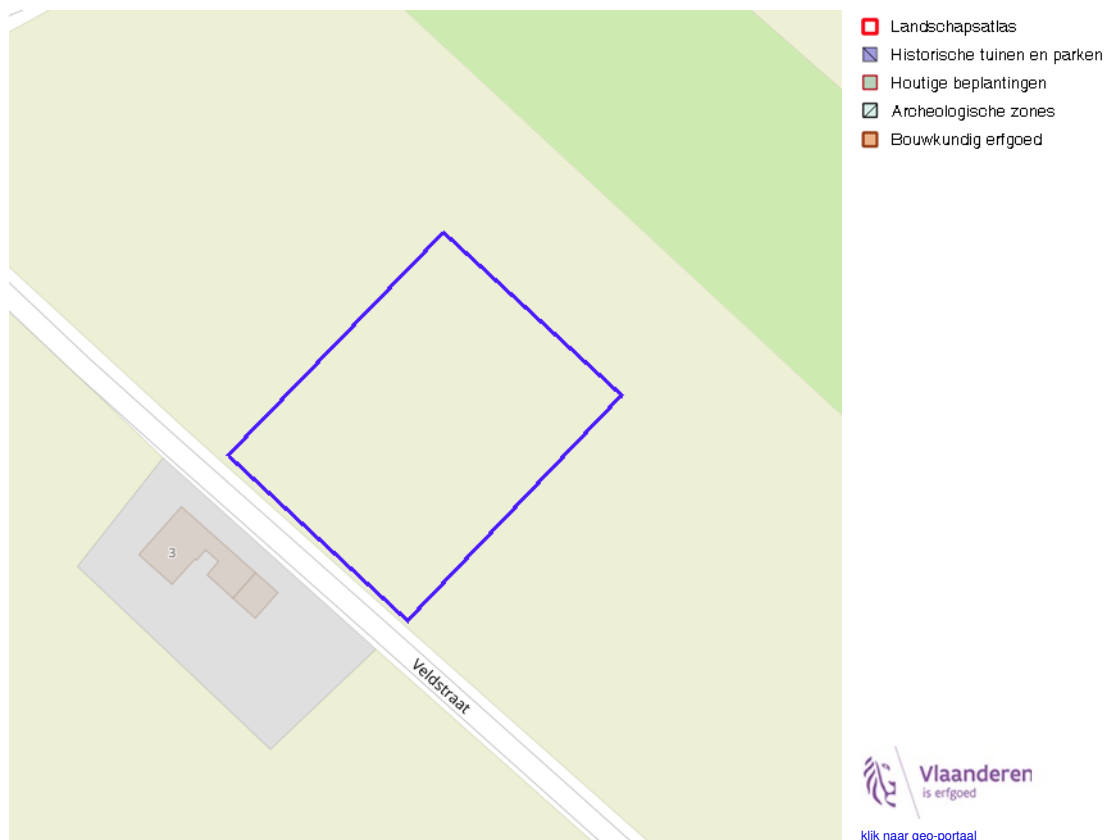 Landschapsatlas
Historische tuinen en parken
Houtige beplantingen
Archeologische zones
Bouwkundig erfgoed
3
Veldstraat
Vlaanderen
is erfgoed
klik naar geo-portaal